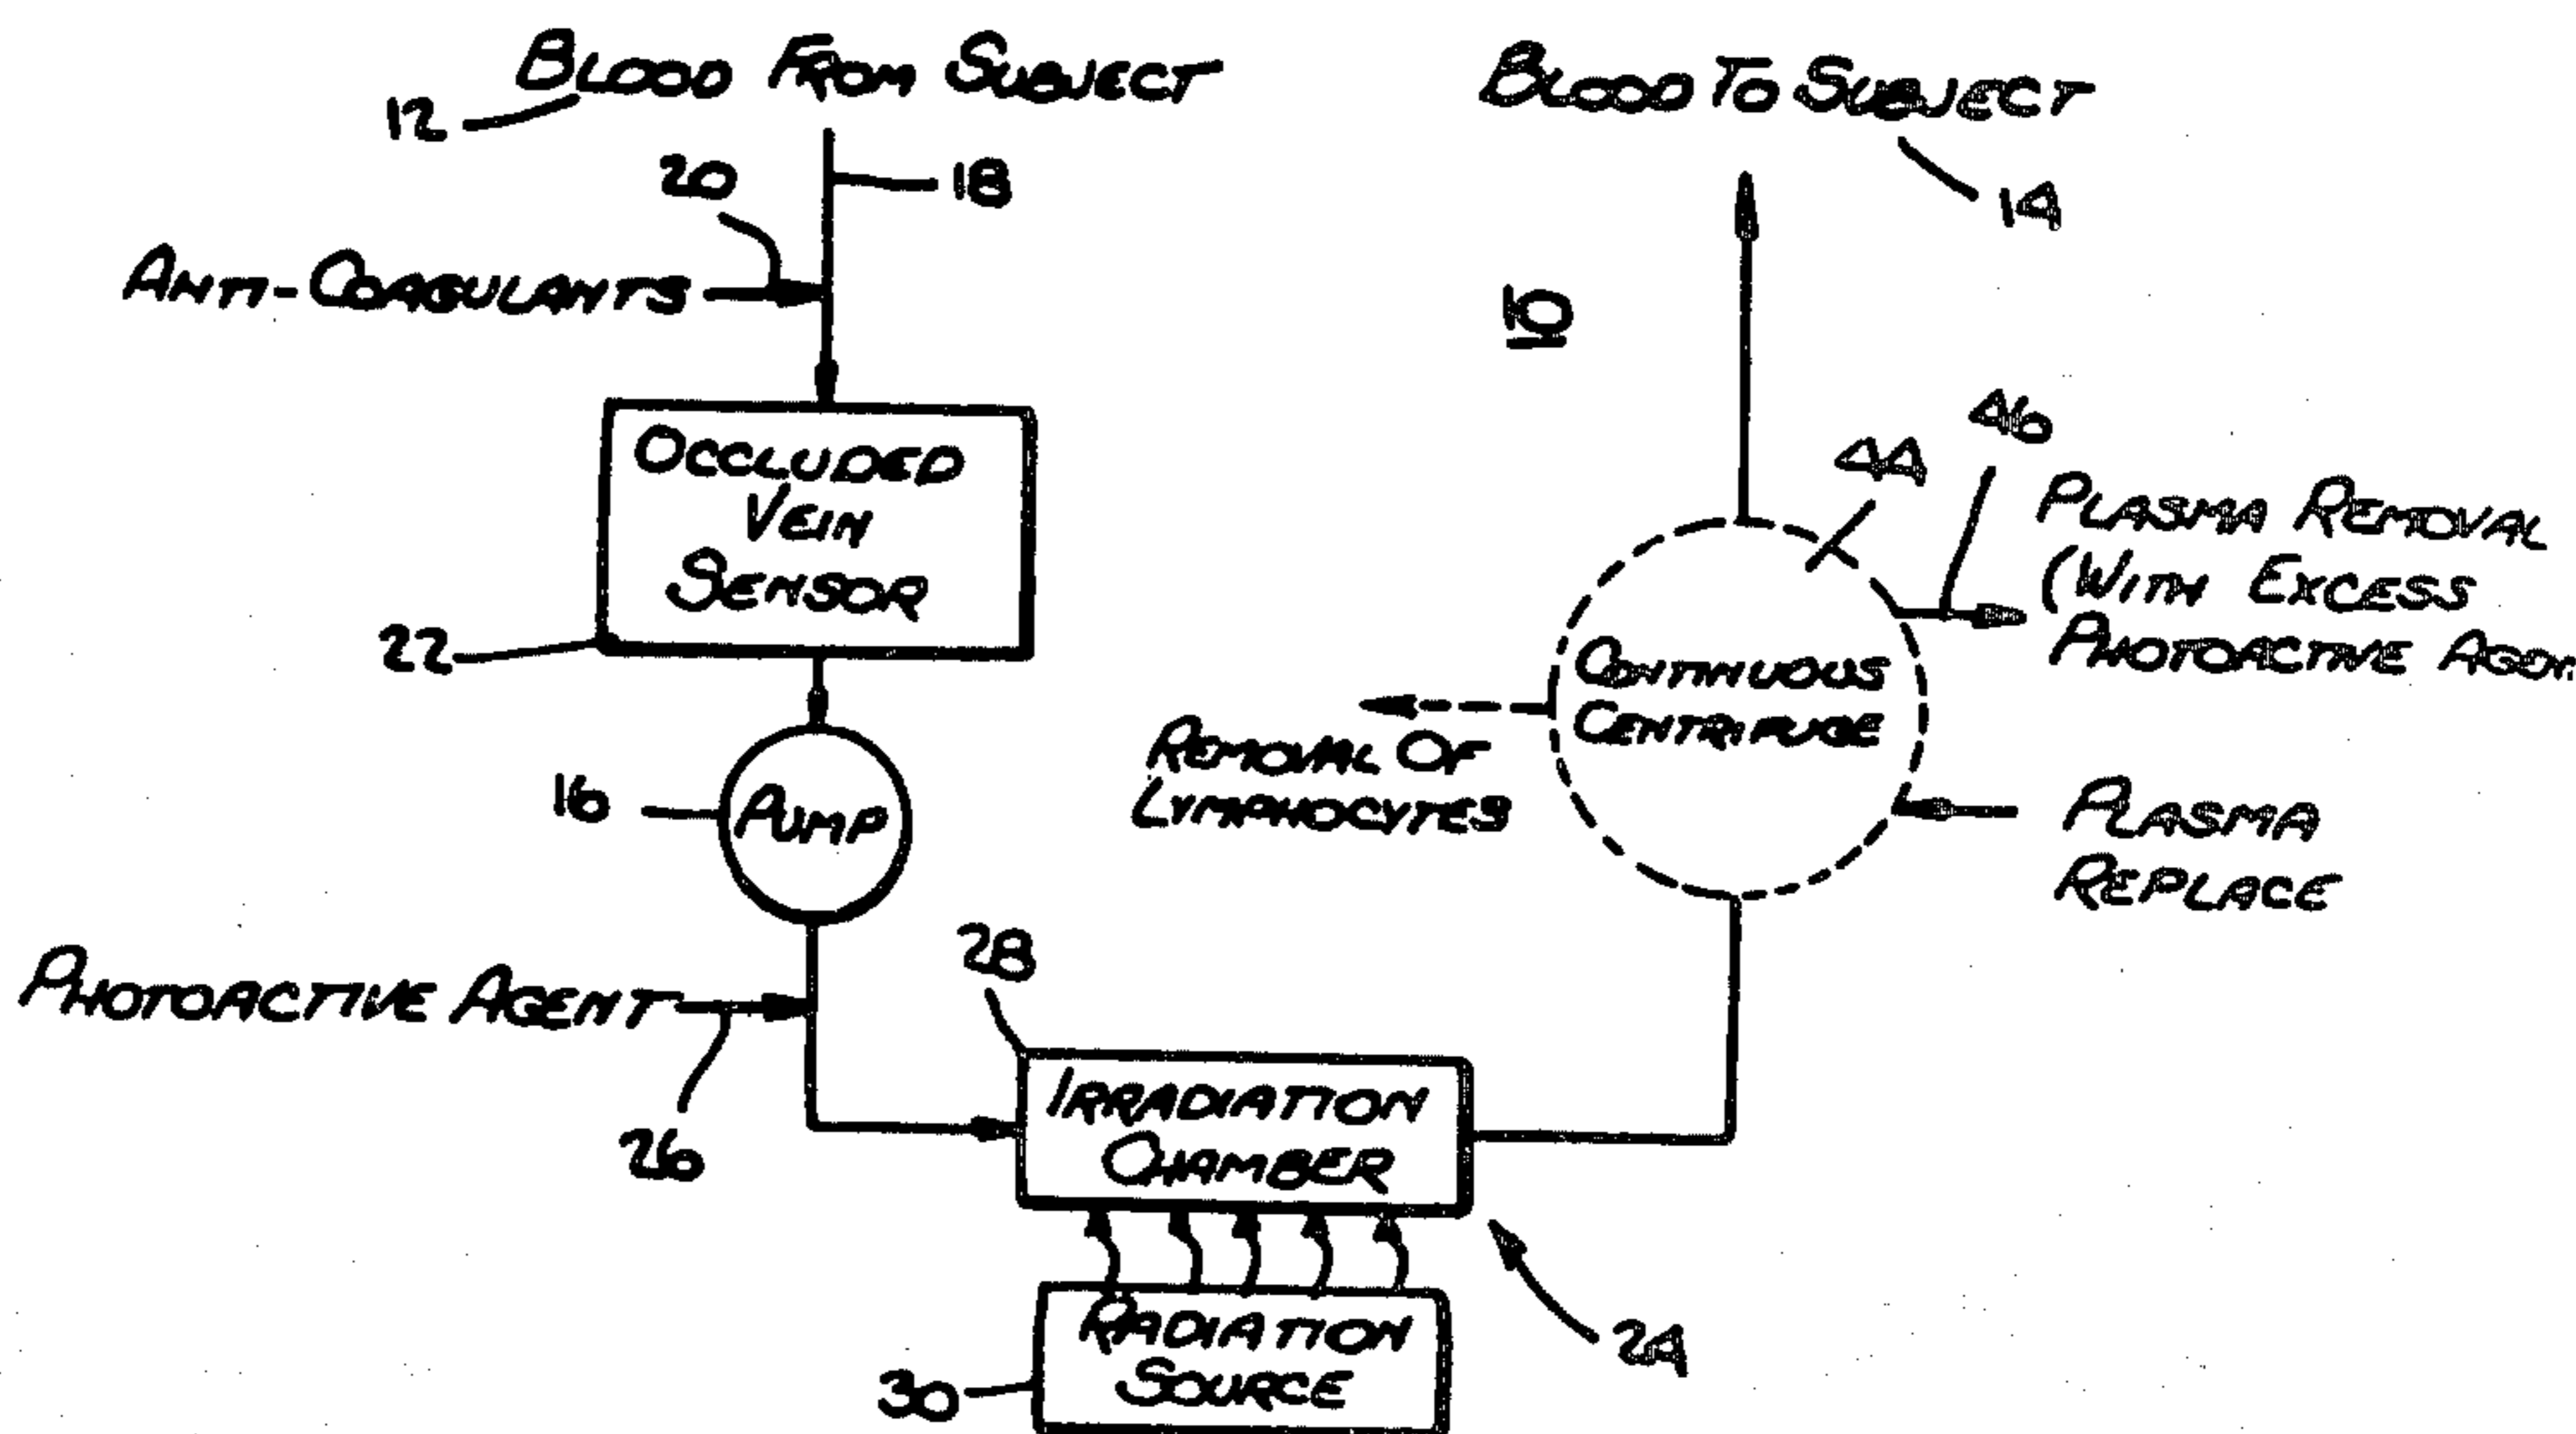 BLOOD FROM SUBJECT
12
20
18
ANTI-COAGULANTS
OCCLUDED
VEIN
SENSOR
22
16
PUMP
PHOTOACTIVE AGENT
26
28
IRRADIATION
CHAMBER
RADIATION
SOURCE
30
24
BLOOD TO SUBJECT
14
10
44
46
PLASMA REMOVAL
(WITH EXCESS
PHOTOACTIVE
CONTINUOUS
CENTRIFUGE
REMOVAL OF
LYMPHOCYTES
PLASMA
REPLACE